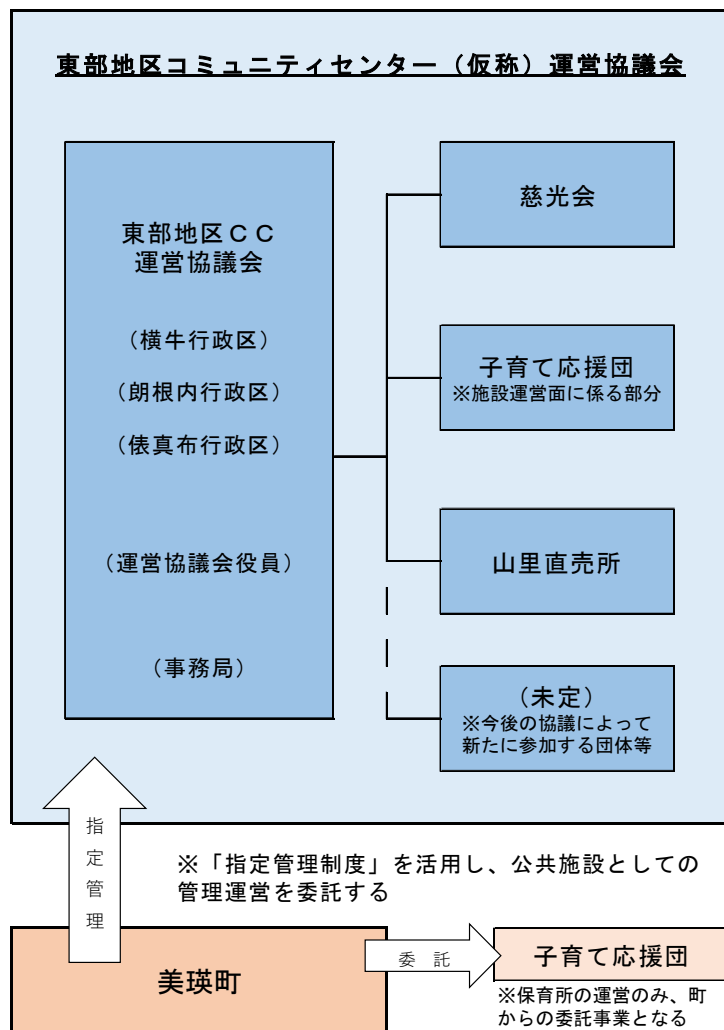 東部地区コミュニティセンター（仮称）運営協議会
東部地区ＣＣ
運営協議会
（横牛行政区）
（朗根内行政区）
（俵真布行政区）
（運営協議会役員）
（事務局）
慈光会
子育て応援団
※施設運営面に係る部分
山里直売所
（未定）
※今後の協議によって
新たに参加する団体等
指定管理
※「指定管理制度」を活用し、公共施設としての
管理運営を委託する
美瑛町
委 託
子育て応援団
※保育所の運営のみ、町
からの委託事業となる